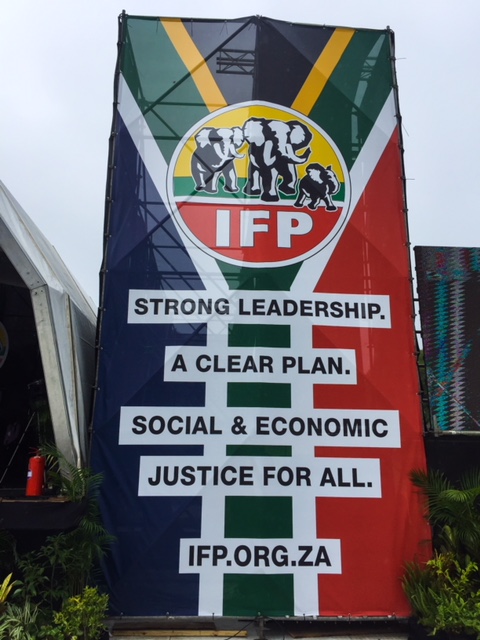 IFP
STRONG LEADERSHIP.
A CLEAR PLAN.
SOCIAL & ECONOMIC
JUSTICE FOR ALL.
IFP.ORG.ZA